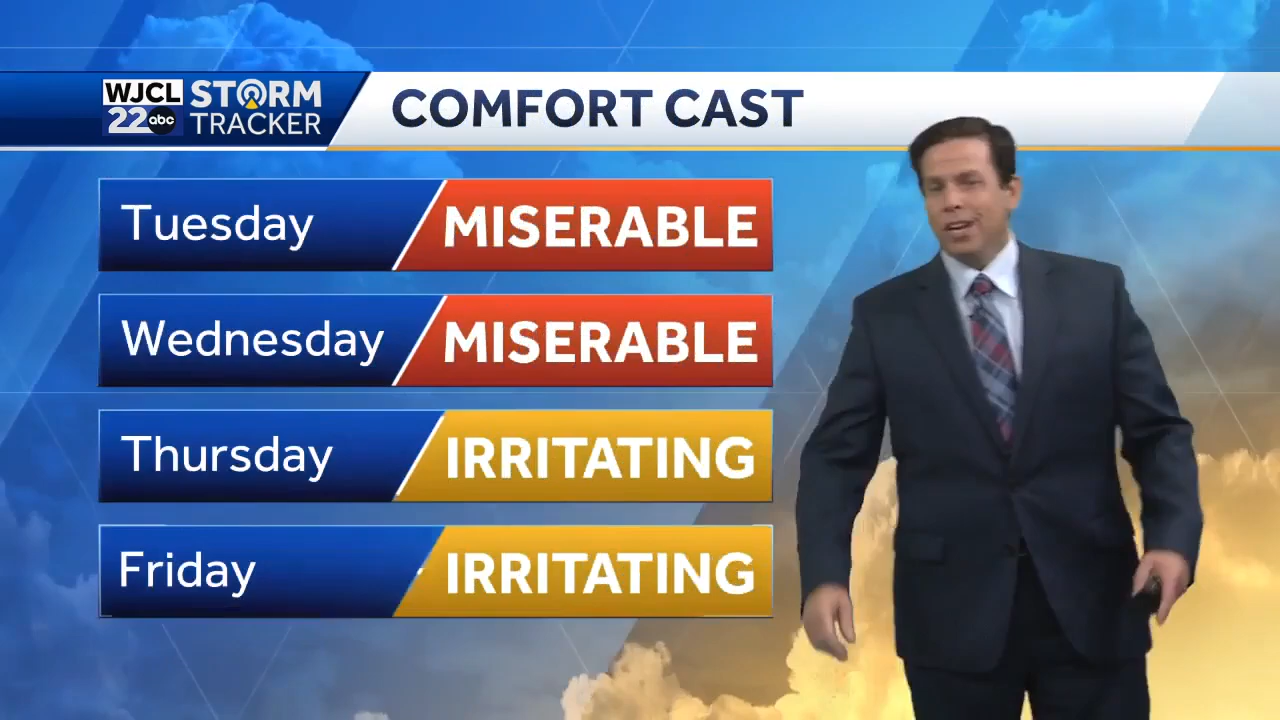 WJCL
22 abc
STORM
TRACKER
COMFORT CAST
Tuesday MISERABLE
Wednesday MISERABLE
Thursday IRRITATING
Friday IRRITATING